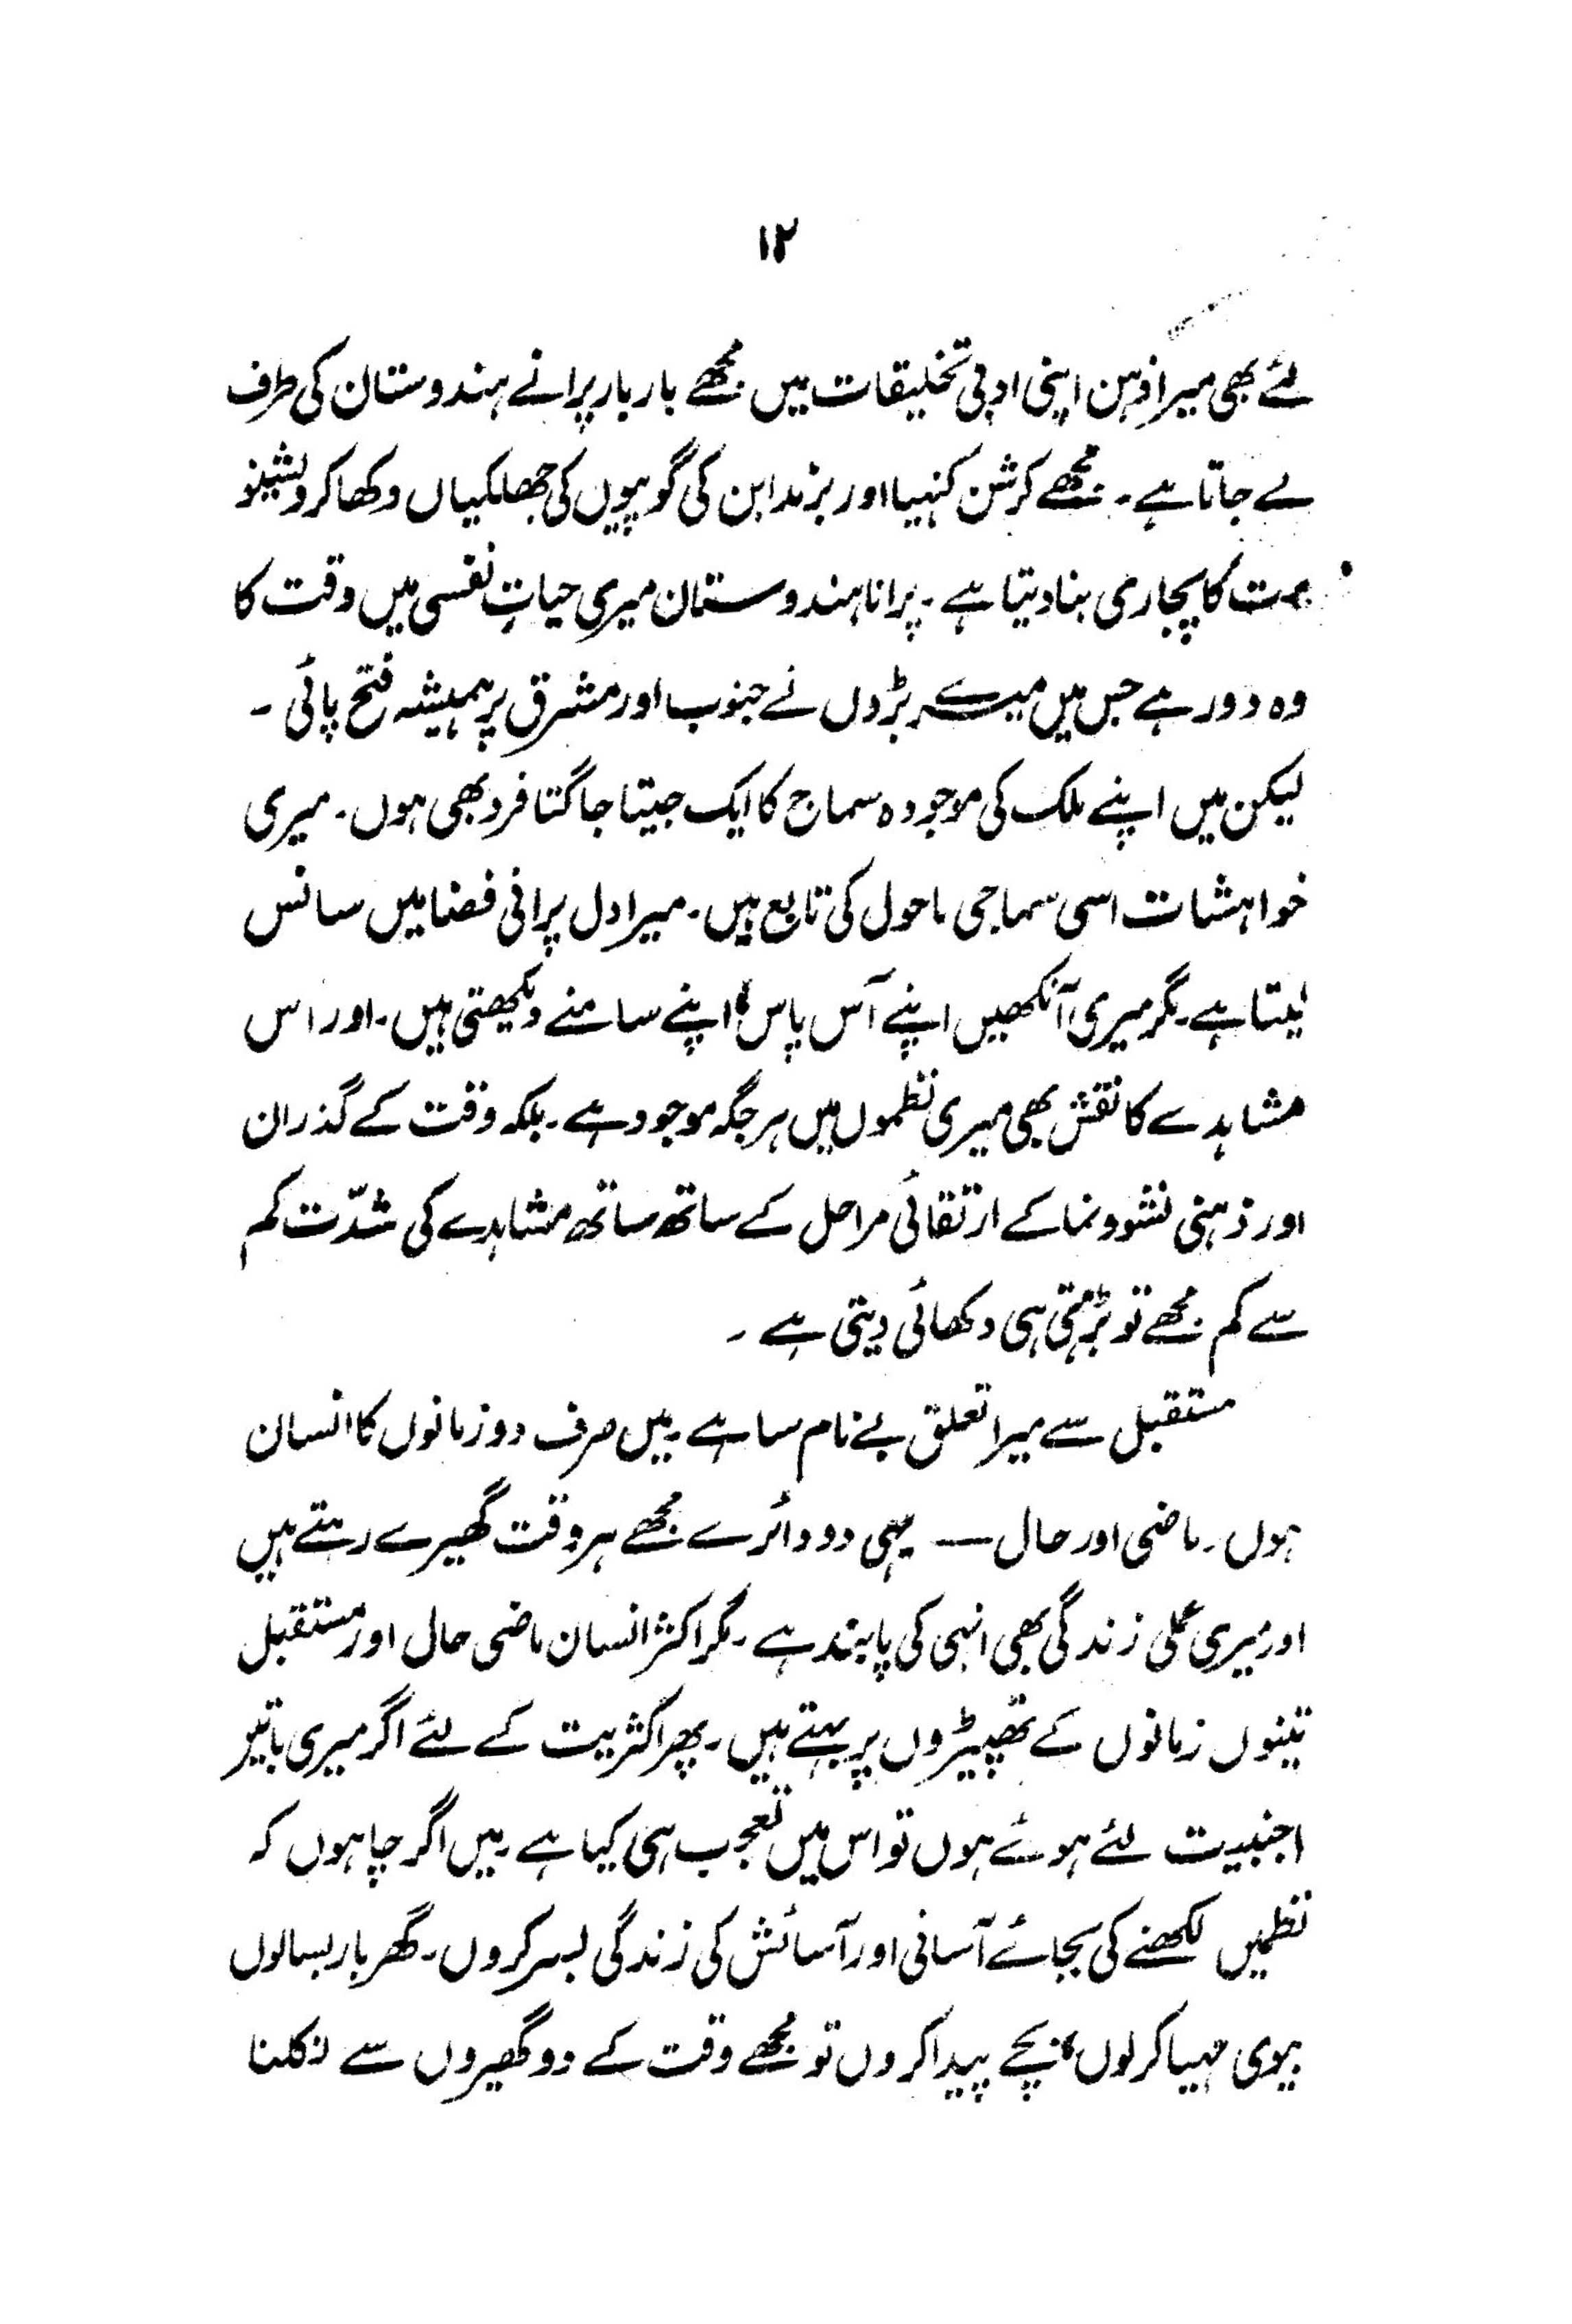 ۱۲
لئے بھی میرا ذہن اپنی ادبی تخلیقات میں مجھے بار بار پرانے ہندوستان کی طرف
لے جاتا ہے۔ مجھے کرشن کنہیا اور بزندابن کی گوپیوں کی جھلکیاں دکھا کر ویشنو
مت کا پجاری بنا دیتا ہے۔ پرانا ہندوستان میری حیاتِ نفسی میں وقت کا
وہ دور ہے جس میں میرے بڑوں نے جنوب اور مشرق پر ہمیشہ فتح پائی۔
لیکن میں اپنے ملک کی موجودہ سماج کا ایک جیتا جاگتا فرد بھی ہوں۔ میری
خواہشات اسی سماجی ماحول کی تابع ہیں۔ میرا دل پرانی فضا میں سانس
لیتا ہے۔ مگر میری آنکھیں اپنے آس پاس، اپنے سامنے دیکھتی ہیں۔ اور اس
مشاہدے کا نقش بھی میری نظموں میں ہر جگہ موجود ہے۔ بلکہ وقت کے گذران
اور ذہنی نشوونما کے ارتقائی مراحل کے ساتھ ساتھ مشاہدے کی شدّت کم
سے کم مجھے تو بڑھتی ہی دکھائی دیتی ہے۔
مستقبل سے میرا تعلق بے نام سا ہے۔ میں صرف دو زمانوں کا انسان
ہوں۔ ماضی اور حال — یہی دو دائرے مجھے ہر وقت گھیرے رہتے ہیں
اور میری عملی زندگی بھی انہی کی پابند ہے۔ مگر اکثر انسان ماضی حال اور مستقبل
تینوں زمانوں کے تھپیڑوں پر بہتے ہیں۔ پھر اکثریت کے لئے اگر میری باتیں
اجنبیت لئے ہوئے ہوں تو اس میں تعجب ہی کیا ہے۔ میں اگر چاہوں کہ
نظمیں لکھنے کی بجائے آسانی اور آسائش کی زندگی بسر کروں۔ گھر بار بسالوں
بیوی مہیا کر لوں، بچے پیدا کروں تو مجھے وقت کے دو گھیروں سے نکلنا